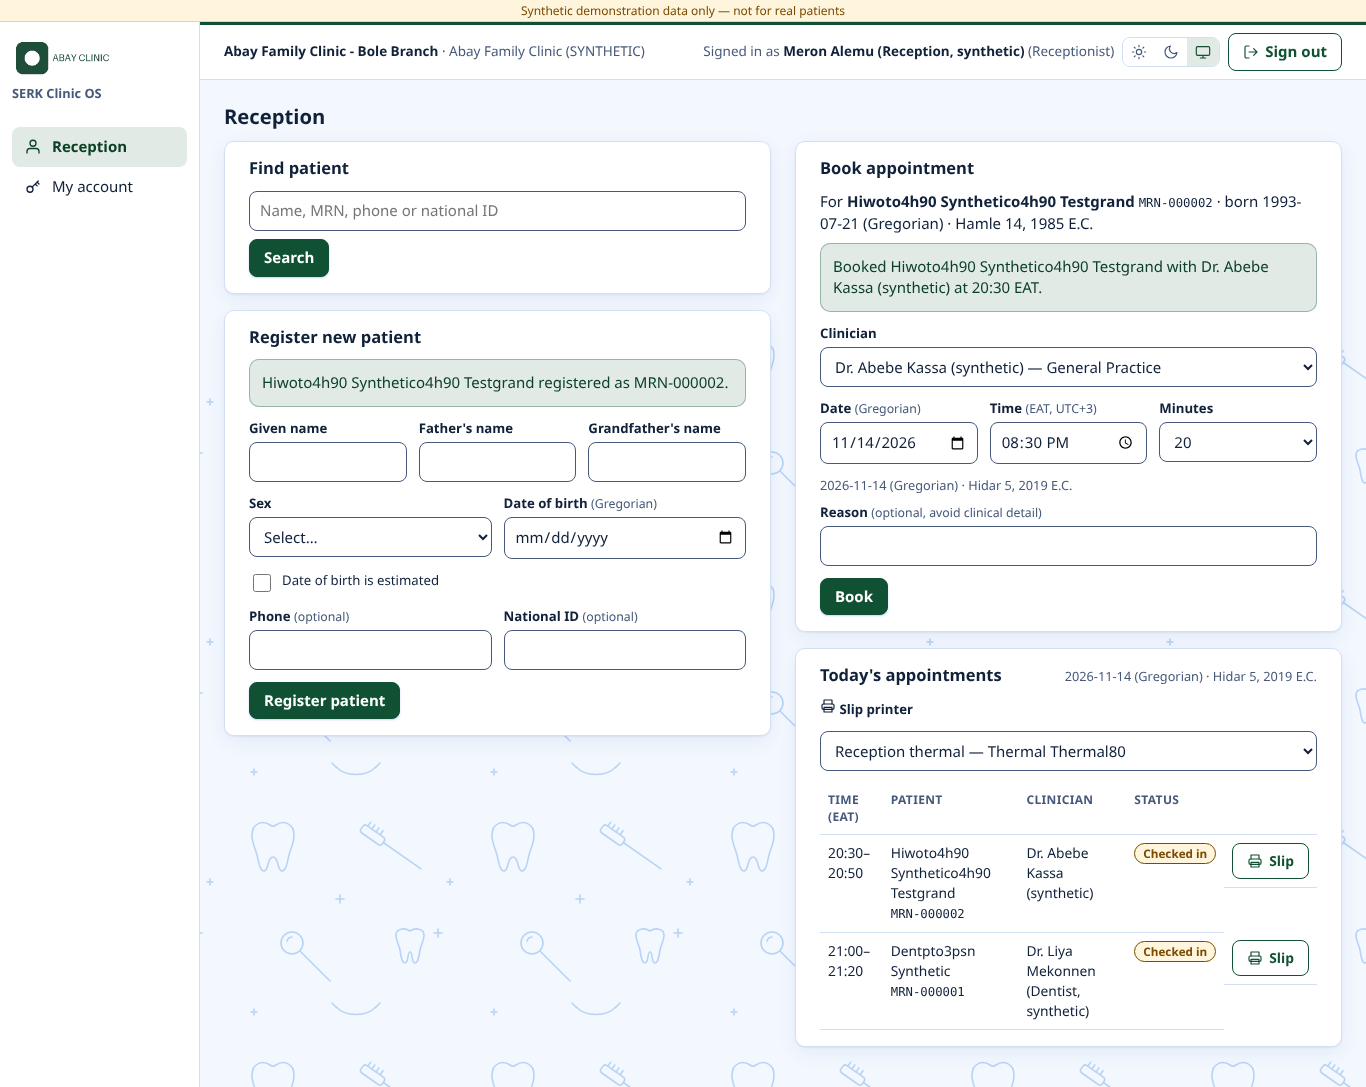 Synthetic demonstration data only — not for real patients
ABAY CLINIC
SERK Clinic OS
Reception
My account
Abay Family Clinic - Bole Branch · Abay Family Clinic (SYNTHETIC)
Signed in as Meron Alemu (Reception, synthetic) (Receptionist)
Sign out
Reception
Find patient
Name, MRN, phone or national ID
Search
Register new patient
Hiwoto4h90 Synthetico4h90 Testgrand registered as MRN-000002.
Given name
Father's name
Grandfather's name
Sex
Date of birth (Gregorian)
Select...
mm/dd/yyyy
Date of birth is estimated
Phone (optional)
National ID (optional)
Register patient
Book appointment
For Hiwoto4h90 Synthetico4h90 Testgrand MRN-000002 · born 1993-
07-21 (Gregorian) · Hamle 14, 1985 E.C.
Booked Hiwoto4h90 Synthetico4h90 Testgrand with Dr. Abebe
Kassa (synthetic) at 20:30 EAT.
Clinician
Dr. Abebe Kassa (synthetic) — General Practice
Date (Gregorian)
Time (EAT, UTC+3)
Minutes
11/14/2026
08:30 PM
20
2026-11-14 (Gregorian) · Hidar 5, 2019 E.C.
Reason (optional, avoid clinical detail)
Book
Today's appointments
2026-11-14 (Gregorian) · Hidar 5, 2019 E.C.
Slip printer
Reception thermal — Thermal Thermal80
TIME
(EAT)
PATIENT
CLINICIAN
STATUS
20:30–
20:50
Hiwoto4h90
Synthetico4h90
Testgrand
MRN-000002
Dr. Abebe
Kassa
(synthetic)
Checked in
Slip
21:00–
21:20
Dentpto3psn
Synthetic
MRN-000001
Dr. Liya
Mekonnen
(Dentist,
synthetic)
Checked in
Slip